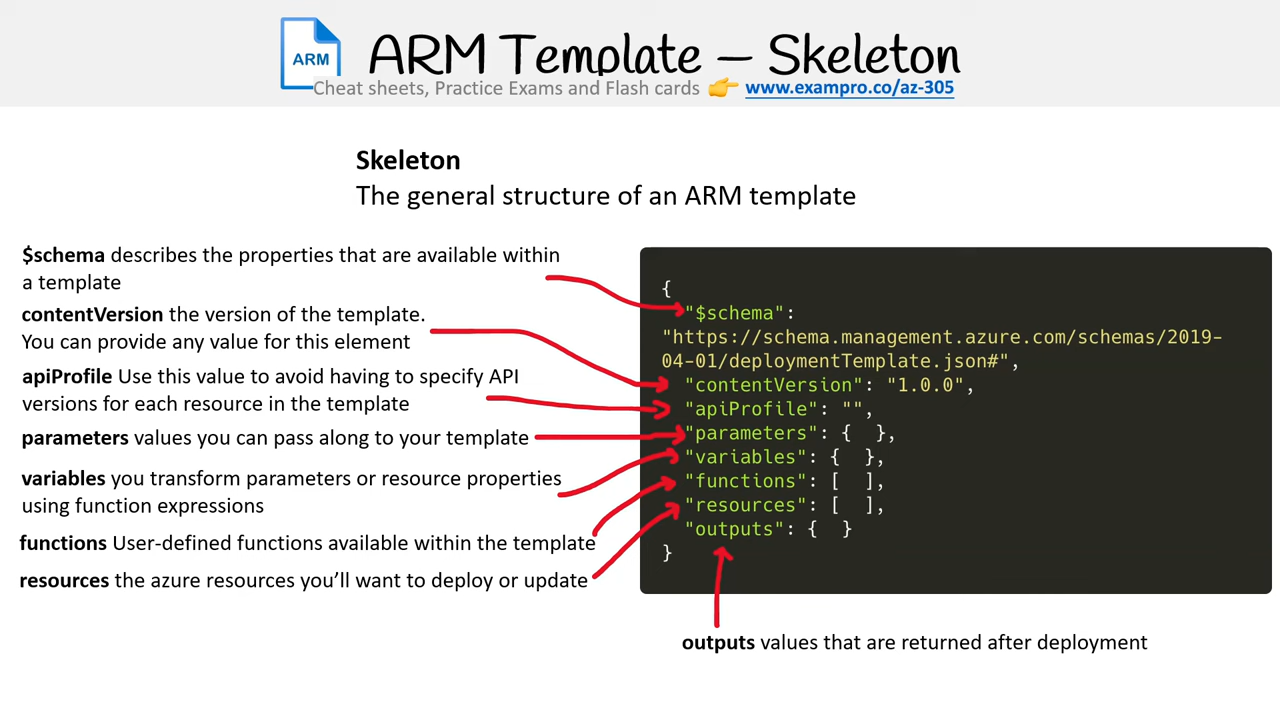 ARM
ARM Template – Skeleton
Cheat sheets, Practice Exams and Flash cards 👉 www.exampro.co/az-305
Skeleton
The general structure of an ARM template
$schema describes the properties that are available within
a template
contentVersion the version of the template.
You can provide any value for this element
apiProfile Use this value to avoid having to specify API
versions for each resource in the template
parameters values you can pass along to your template
variables you transform parameters or resource properties
using function expressions
functions User-defined functions available within the template
resources the azure resources you’ll want to deploy or update
{
"$schema":
"https://schema.management.azure.com/schemas/2019-
04-01/deploymentTemplate.json#",
"contentVersion": "1.0.0",
"apiProfile": "",
"parameters": {  },
"variables": {  },
"functions": [  ],
"resources": [  ],
"outputs": {  }
}
outputs values that are returned after deployment